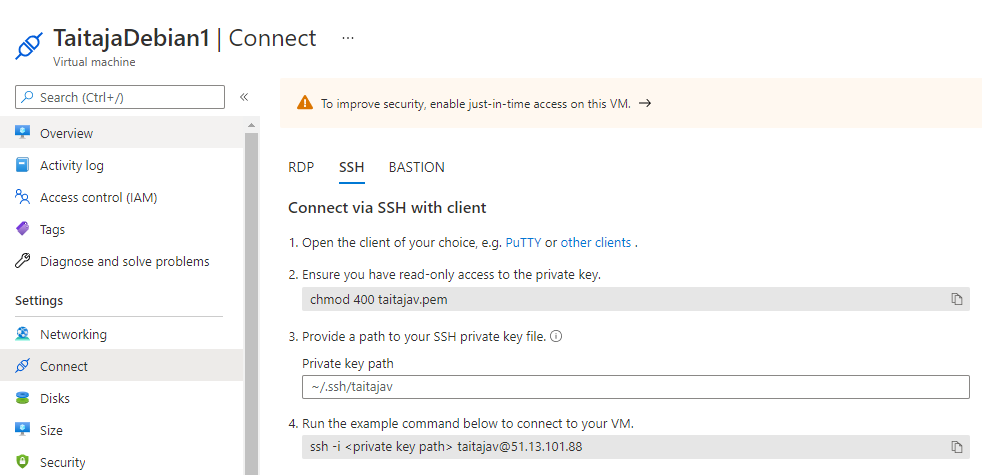 TaitajaDebian1 | Connect ...
Virtual machine
Search (Ctrl+/)
«
To improve security, enable just-in-time access on this VM. →
Overview
Activity log
Access control (IAM)
Tags
Diagnose and solve problems
Settings
Networking
Connect
Disks
Size
Security
RDP SSH BASTION
Connect via SSH with client
1. Open the client of your choice, e.g. PuTTY or other clients .
2. Ensure you have read-only access to the private key.
chmod 400 taitajav.pem
3. Provide a path to your SSH private key file.
Private key path
~/.ssh/taitajav
4. Run the example command below to connect to your VM.
ssh -i <private key path> taitajav@51.13.101.88